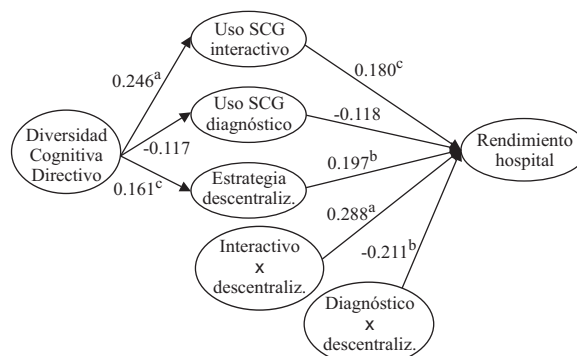 Uso SCG
interactivo
0.246ᵃ
0.180ᶜ
Uso SCG
diagnóstico
-0.118
Diversidad
Cognitiva
Directivo
-0.117
Rendimiento
hospital
0.161ᶜ
Estrategia
descentraliz.
0.197ᵇ
0.288ᵃ
Interactivo
x
descentraliz.
-0.211ᵇ
Diagnóstico
x
descentraliz.